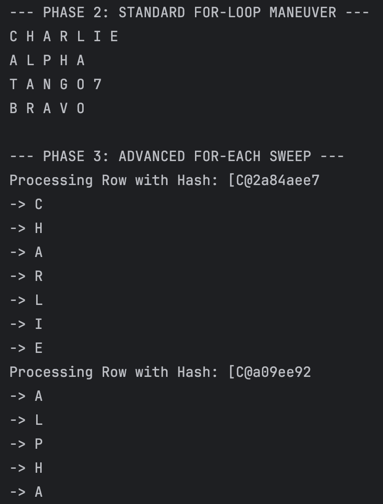 --- PHASE 2: STANDARD FOR-LOOP MANEUVER ---
C H A R L I E
A L P H A
T A N G O 7
B R A V O
--- PHASE 3: ADVANCED FOR-EACH SWEEP ---
Processing Row with Hash: [C@2a84aee7
-> C
-> H
-> A
-> R
-> L
-> I
-> E
Processing Row with Hash: [C@a09ee92
-> A
-> L
-> P
-> H
-> A